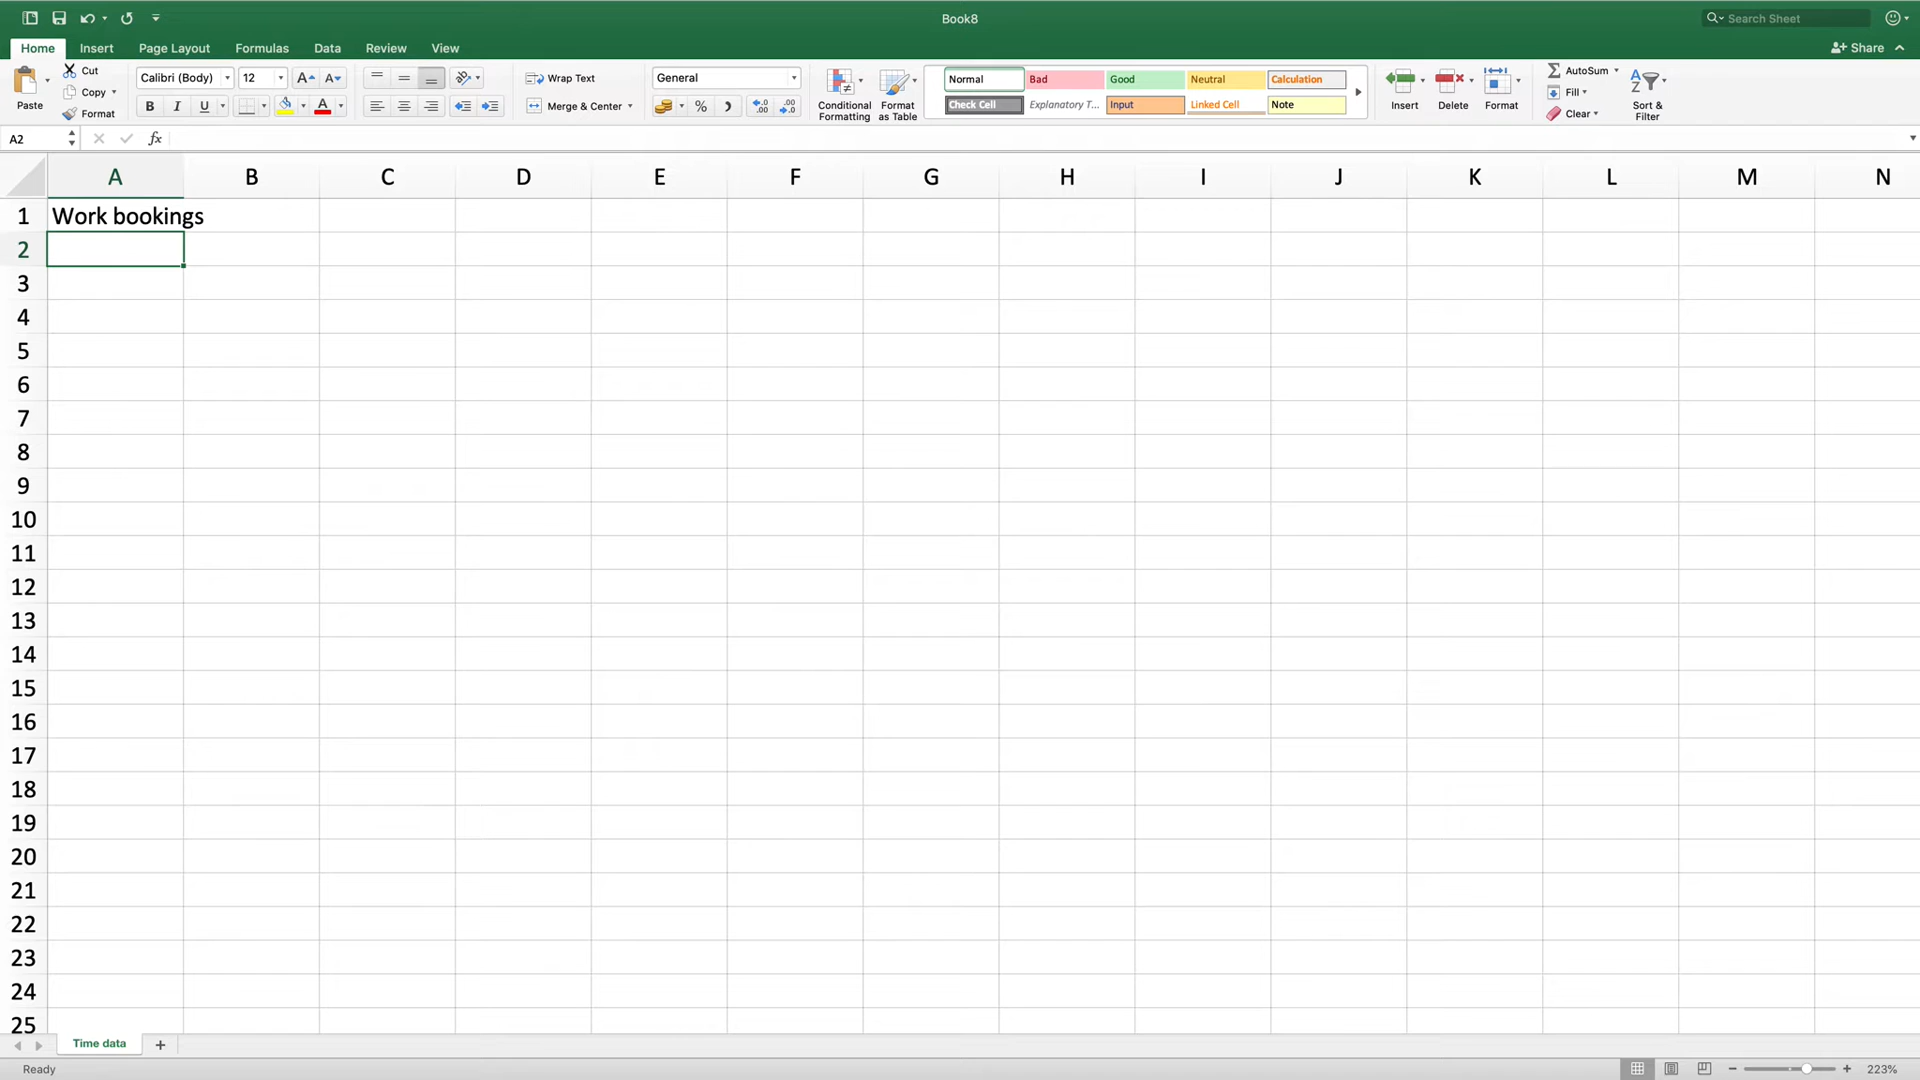 Book8
Search Sheet
Home Insert Page Layout Formulas Data Review View
Share
Paste
Cut
Copy
Format
Calibri (Body) 12 A A
B I U A
Wrap Text
Merge & Center
General
% .00 .00
Conditional Formatting
Format as Table
Normal Bad Good Neutral Calculation
Check Cell Explanatory T... Input Linked Cell Note
Insert
Delete
Format
AutoSum
Fill
Clear
Sort & Filter
A2 fx
A B C D E F G H I J K L M N
1 Work bookings
2
3
4
5
6
7
8
9
10
11
12
13
14
15
16
17
18
19
20
21
22
23
24
25
Time data +
Ready
223%